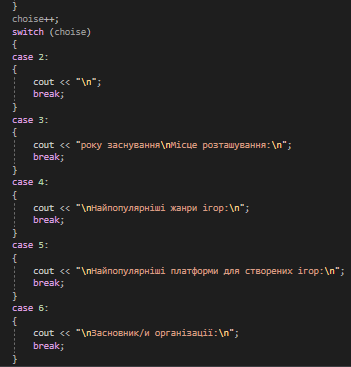 }
choise++;
switch (choise)
{
case 2:
{
cout << "\n";
break;
}
case 3:
{
cout << "року заснування\nМісце розташування:\n";
break;
}
case 4:
{
cout << "\nНайпопулярніші жанри ігор:\n";
break;
}
case 5:
{
cout << "\nНайпопулярніші платформи для створених ігор:\n";
break;
}
case 6:
{
cout << "\nЗасновник/и організації:\n";
break;
}